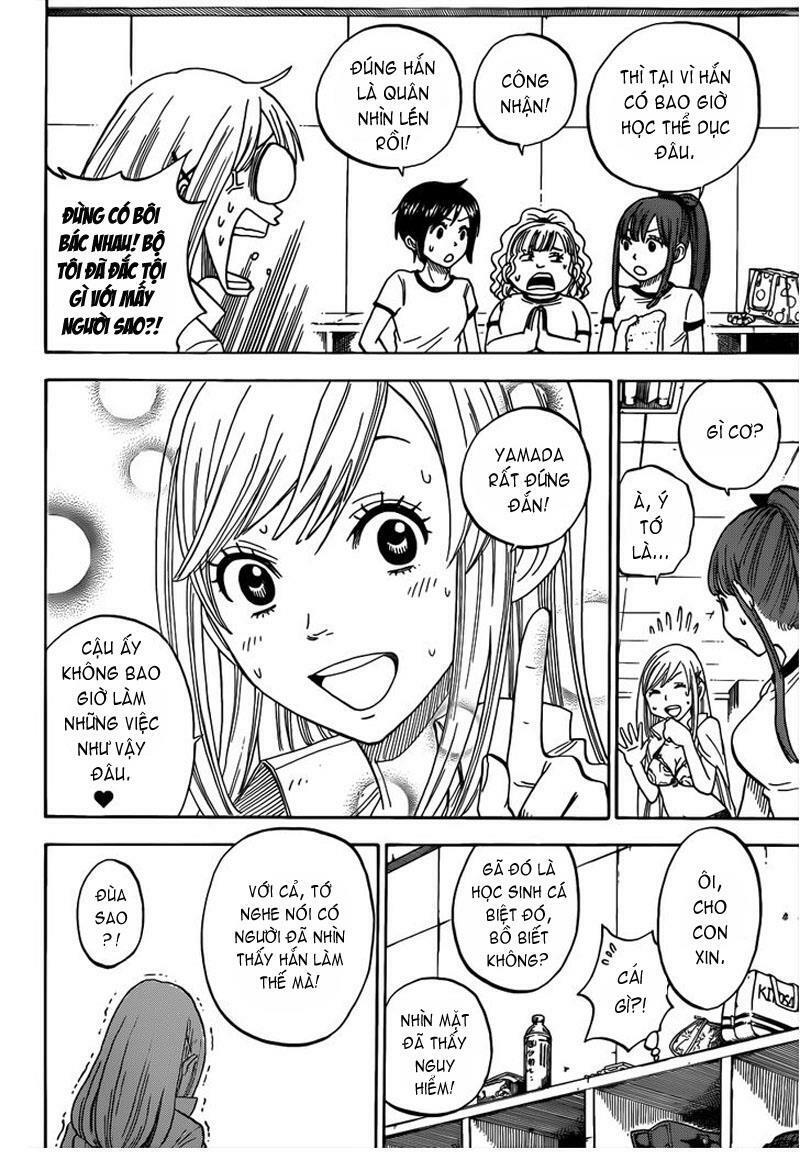 THÌ TẠI VÌ HẮN
CÓ BAO GIỜ
HỌC THỂ DỤC
ĐÂU.
CÔNG
NHẬN!
ĐÚNG HẮN
LÀ QUÂN
NHÌN LÉN
RỒI!
ĐỪNG CÓ BÔI
BÁC NHAU! BỘ
TÔI ĐÃ ĐẮC TỘI
GÌ VỚI MẤY
NGƯỜI SAO?!
GÌ CƠ?
À, Ý
TỚ
LÀ...
YAMADA
RẤT ĐỨNG
ĐẮN!
CẬU ẤY
KHÔNG BAO
GIỜ LÀM
NHỮNG VIỆC
NHƯ VẬY
ĐÂU.
♥
ÔI,
CHO
CON
XIN.
CÁI
GÌ?!
GÃ ĐÓ LÀ
HỌC SINH CÁ
BIỆT ĐÓ,
BỒ BIẾT
KHÔNG?
NHÌN MẶT
ĐÃ THẤY
NGUY
HIỂM!
VỚI CẢ, TỚ
NGHE NÓI CÓ
NGƯỜI ĐÃ NHÌN
THẤY HẮN LÀM
THẾ MÀ!
ĐÙA
SAO
?!